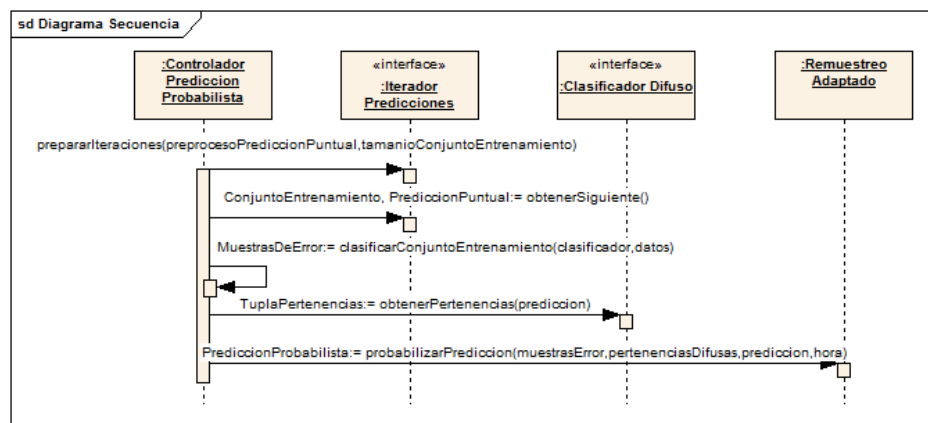 sd Diagrama Secuencia
:Controlador
Prediccion
Probabilista
«interface»
:Iterador
Predicciones
«interface»
:Clasificador Difuso
:Remuestreo
Adaptado
prepararIteraciones(preprocesoPrediccionPuntual,tamanioConjuntoEntrenamiento)
ConjuntoEntrenamiento, PrediccionPuntual:= obtenerSiguiente()
MuestrasDeError:= clasificarConjuntoEntrenamiento(clasificador,datos)
TuplaPertenencias:= obtenerPertenencias(prediccion)
PrediccionProbabilista:= probabilizarPrediccion(muestrasError,pertenenciasDifusas,prediccion,hora)